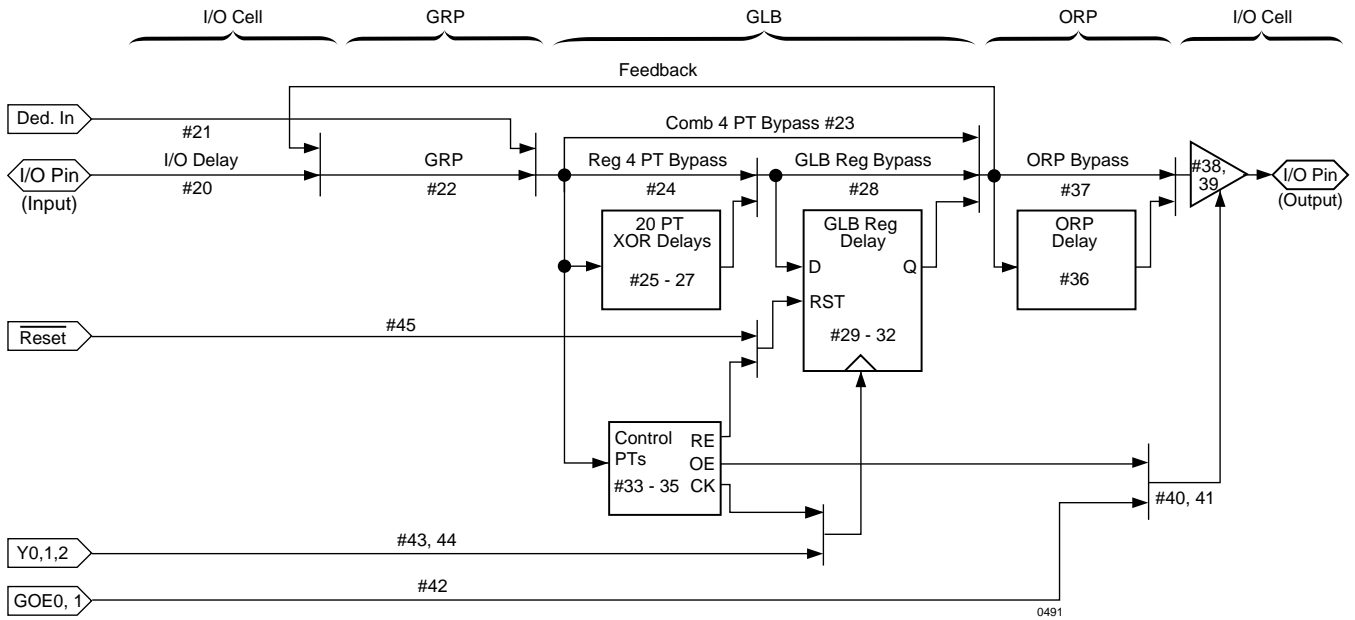 I/O Cell
GRP
GLB
ORP
I/O Cell
Feedback
Ded. In
#21
Comb 4 PT Bypass #23
I/O Pin
(Input)
I/O Delay
#20
GRP
#22
Reg 4 PT Bypass
#24
GLB Reg Bypass
#28
ORP Bypass
#37
#38,
39
I/O Pin
(Output)
20 PT
XOR Delays
#25 - 27
GLB Reg
Delay
D
Q
RST
#29 - 32
ORP
Delay
#36
Reset
#45
Control
PTs
#33 - 35
RE
OE
CK
#40, 41
Y0,1,2
#43, 44
GOE0, 1
#42
0491